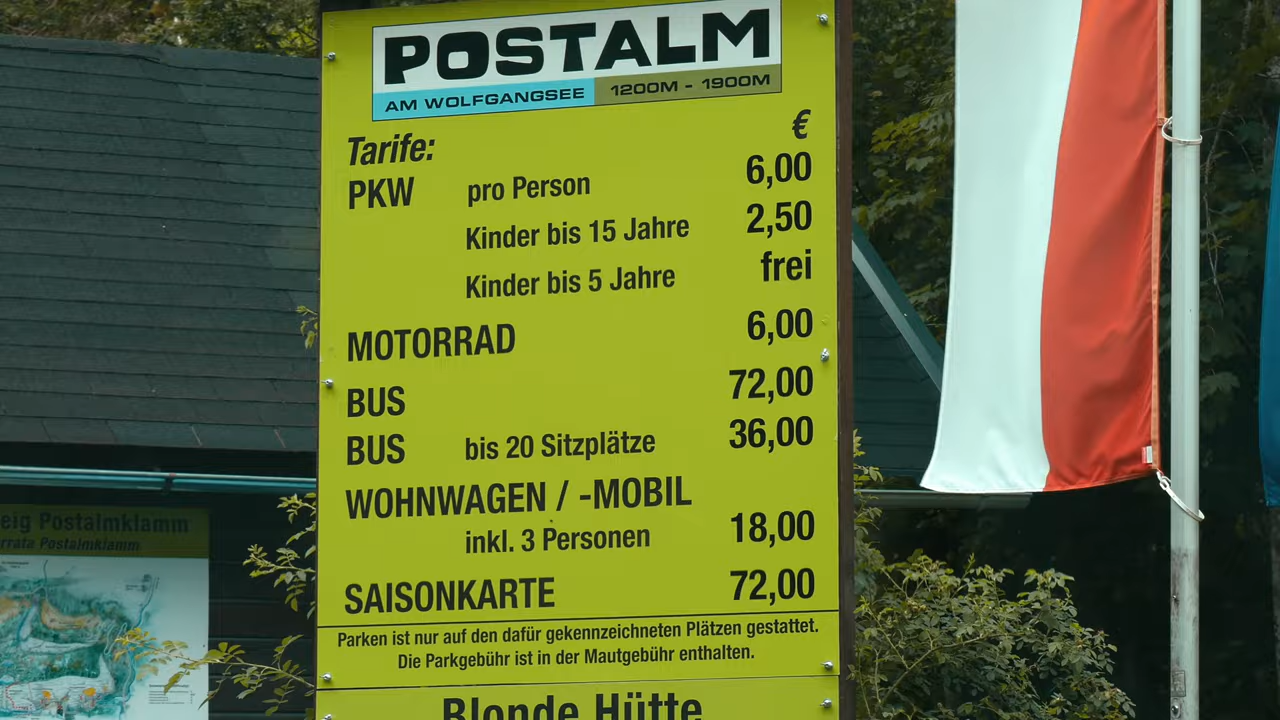 POSTALM
AM WOLFGANGSEE 1200M - 1900M
€
Tarife:
PKW pro Person 6,00
Kinder bis 15 Jahre 2,50
Kinder bis 5 Jahre frei
MOTORRAD 6,00
BUS 72,00
BUS bis 20 Sitzplätze 36,00
WOHNWAGEN / -MOBIL
inkl. 3 Personen 18,00
SAISONKARTE 72,00
Parken ist nur auf den dafür gekennzeichneten Plätzen gestattet.
Die Parkgebühr ist in der Mautgebühr enthalten.
Blonde Hütte
eig Postalmklamm
rrata Postalmklamm